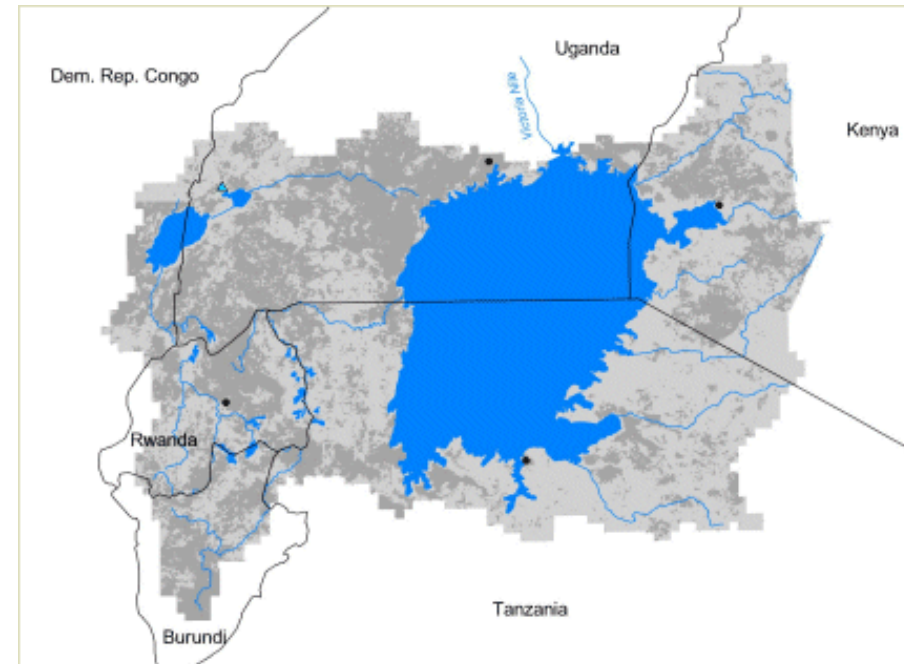 Uganda
Dem. Rep. Congo
Victoria Nile
Kenya
Rwanda
Tanzania
Burundi